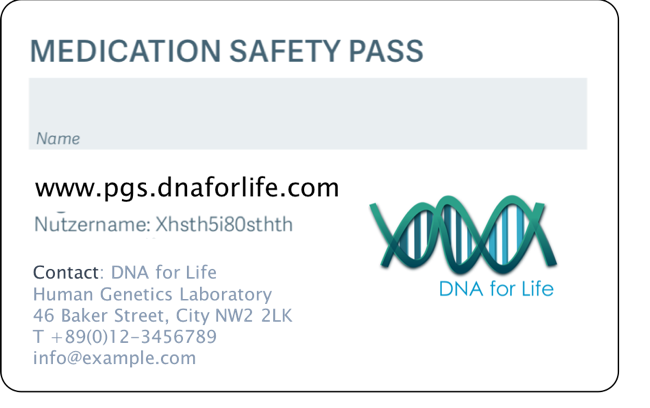 MEDICATION SAFETY PASS
Name
www.pgs.dnaforlife.com
Nutzername: Xhsth5i80sthth
Contact: DNA for Life
Human Genetics Laboratory
46 Baker Street, City NW2 2LK
T +89(0)12-3456789
info@example.com
DNA for Life